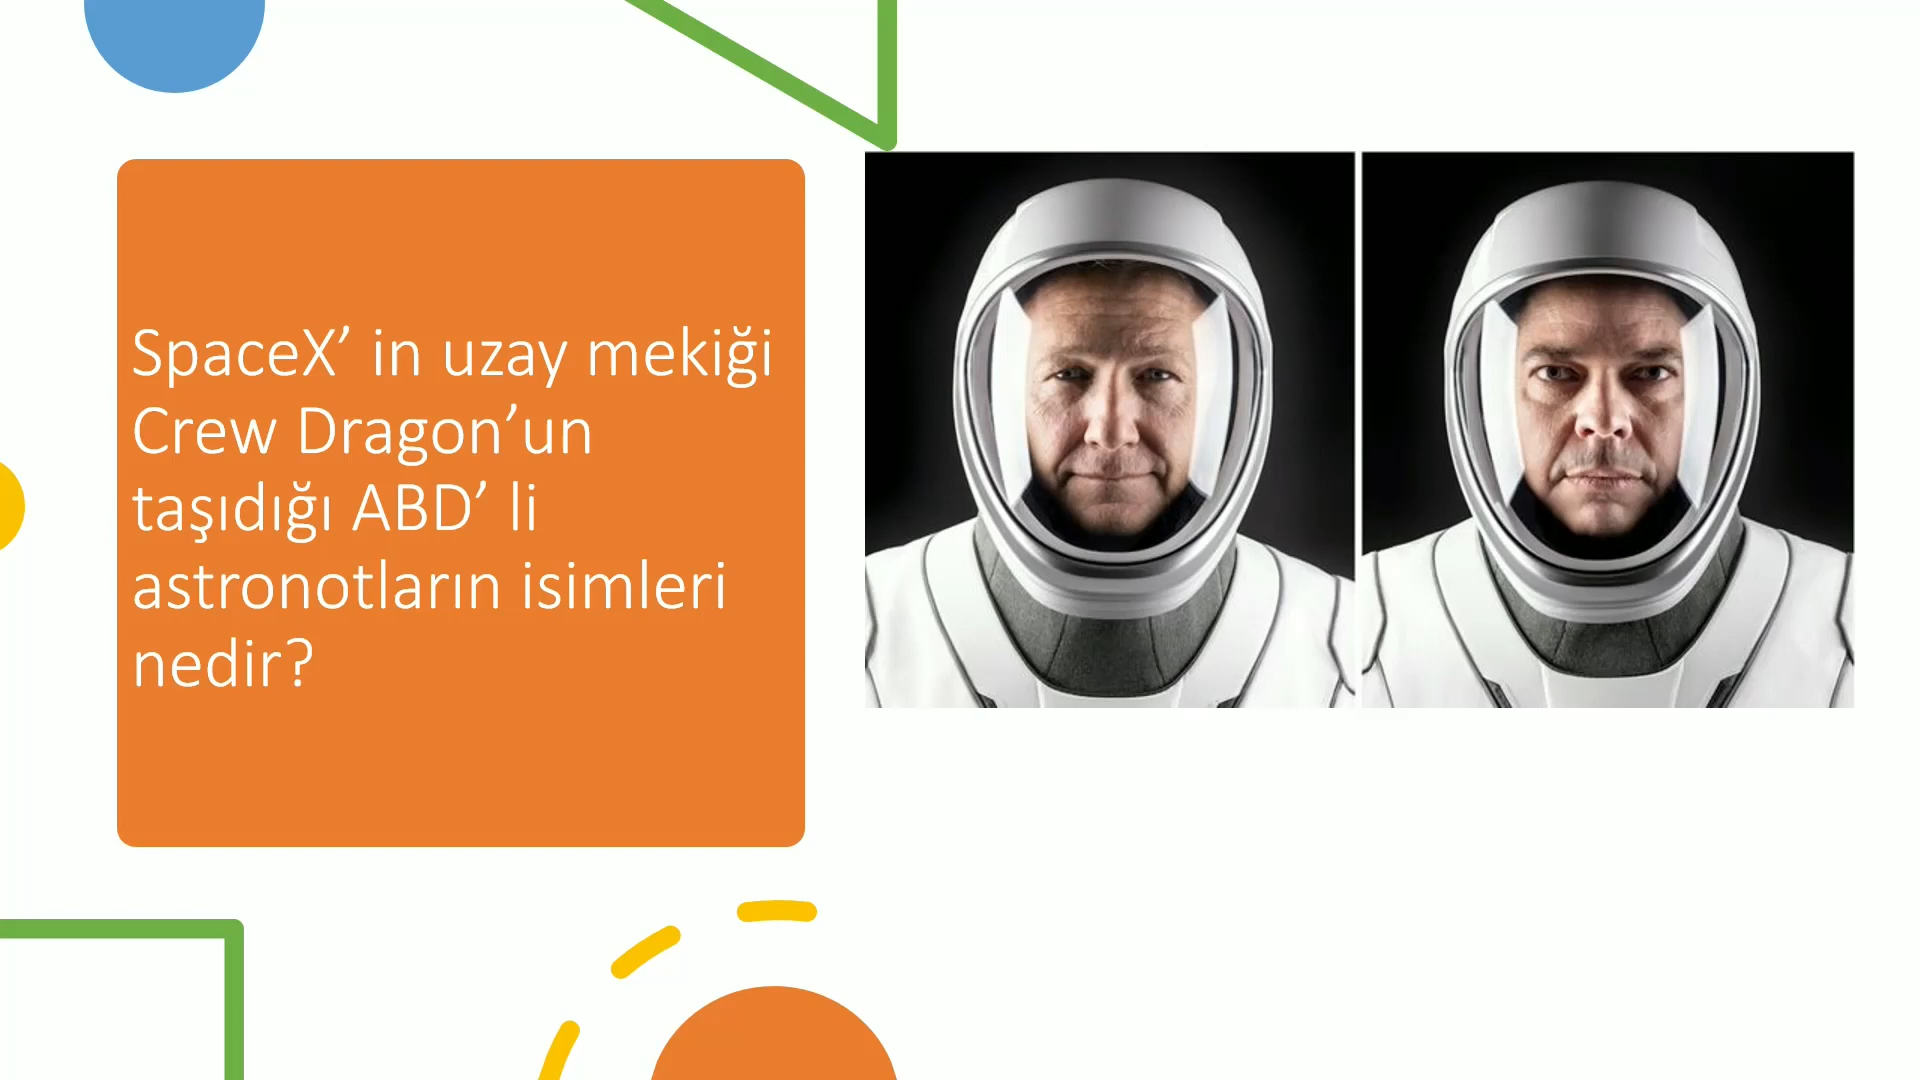 SpaceX’ in uzay mekiği
Crew Dragon’un
taşıdığı ABD’ li
astronotların isimleri
nedir?